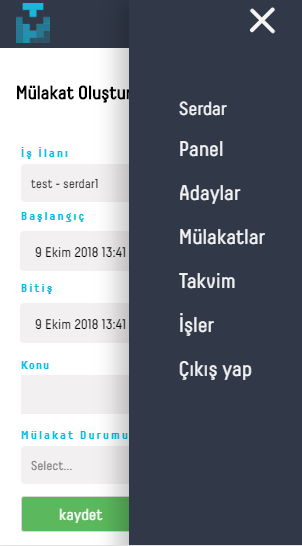 Mülakat Oluştur
İş İlanı
test - serdar1
Başlangıç
9 Ekim 2018 13:41
Bitiş
9 Ekim 2018 13:41
Konu
Mülakat Durumu
Select...
kaydet
Serdar
Panel
Adaylar
Mülakatlar
Takvim
İşler
Çıkış yap